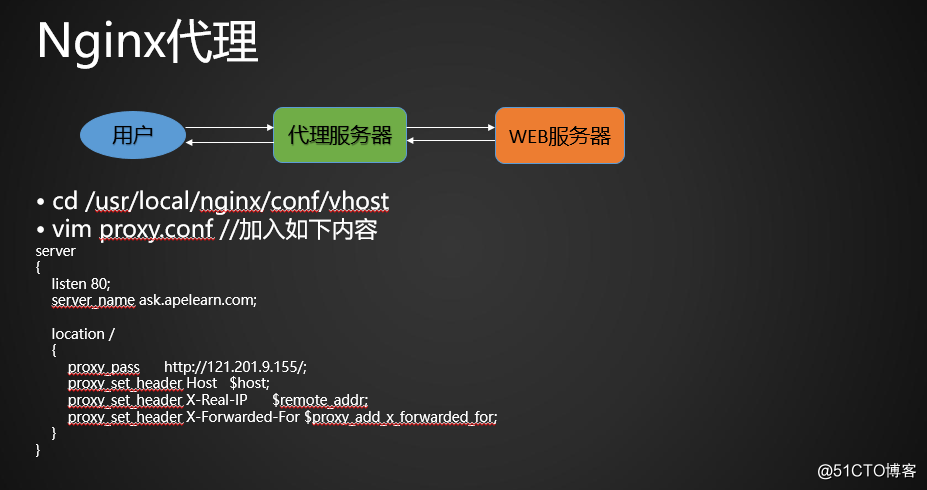 Nginx代理
用户
代理服务器
WEB服务器
• cd /usr/local/nginx/conf/vhost
• vim proxy.conf //加入如下内容
server
{
listen 80;
server_name ask.apelearn.com;
location /
{
proxy_pass http://121.201.9.155/;
proxy_set_header Host $host;
proxy_set_header X-Real-IP $remote_addr;
proxy_set_header X-Forwarded-For $proxy_add_x_forwarded_for;
}
}
@51CTO博客